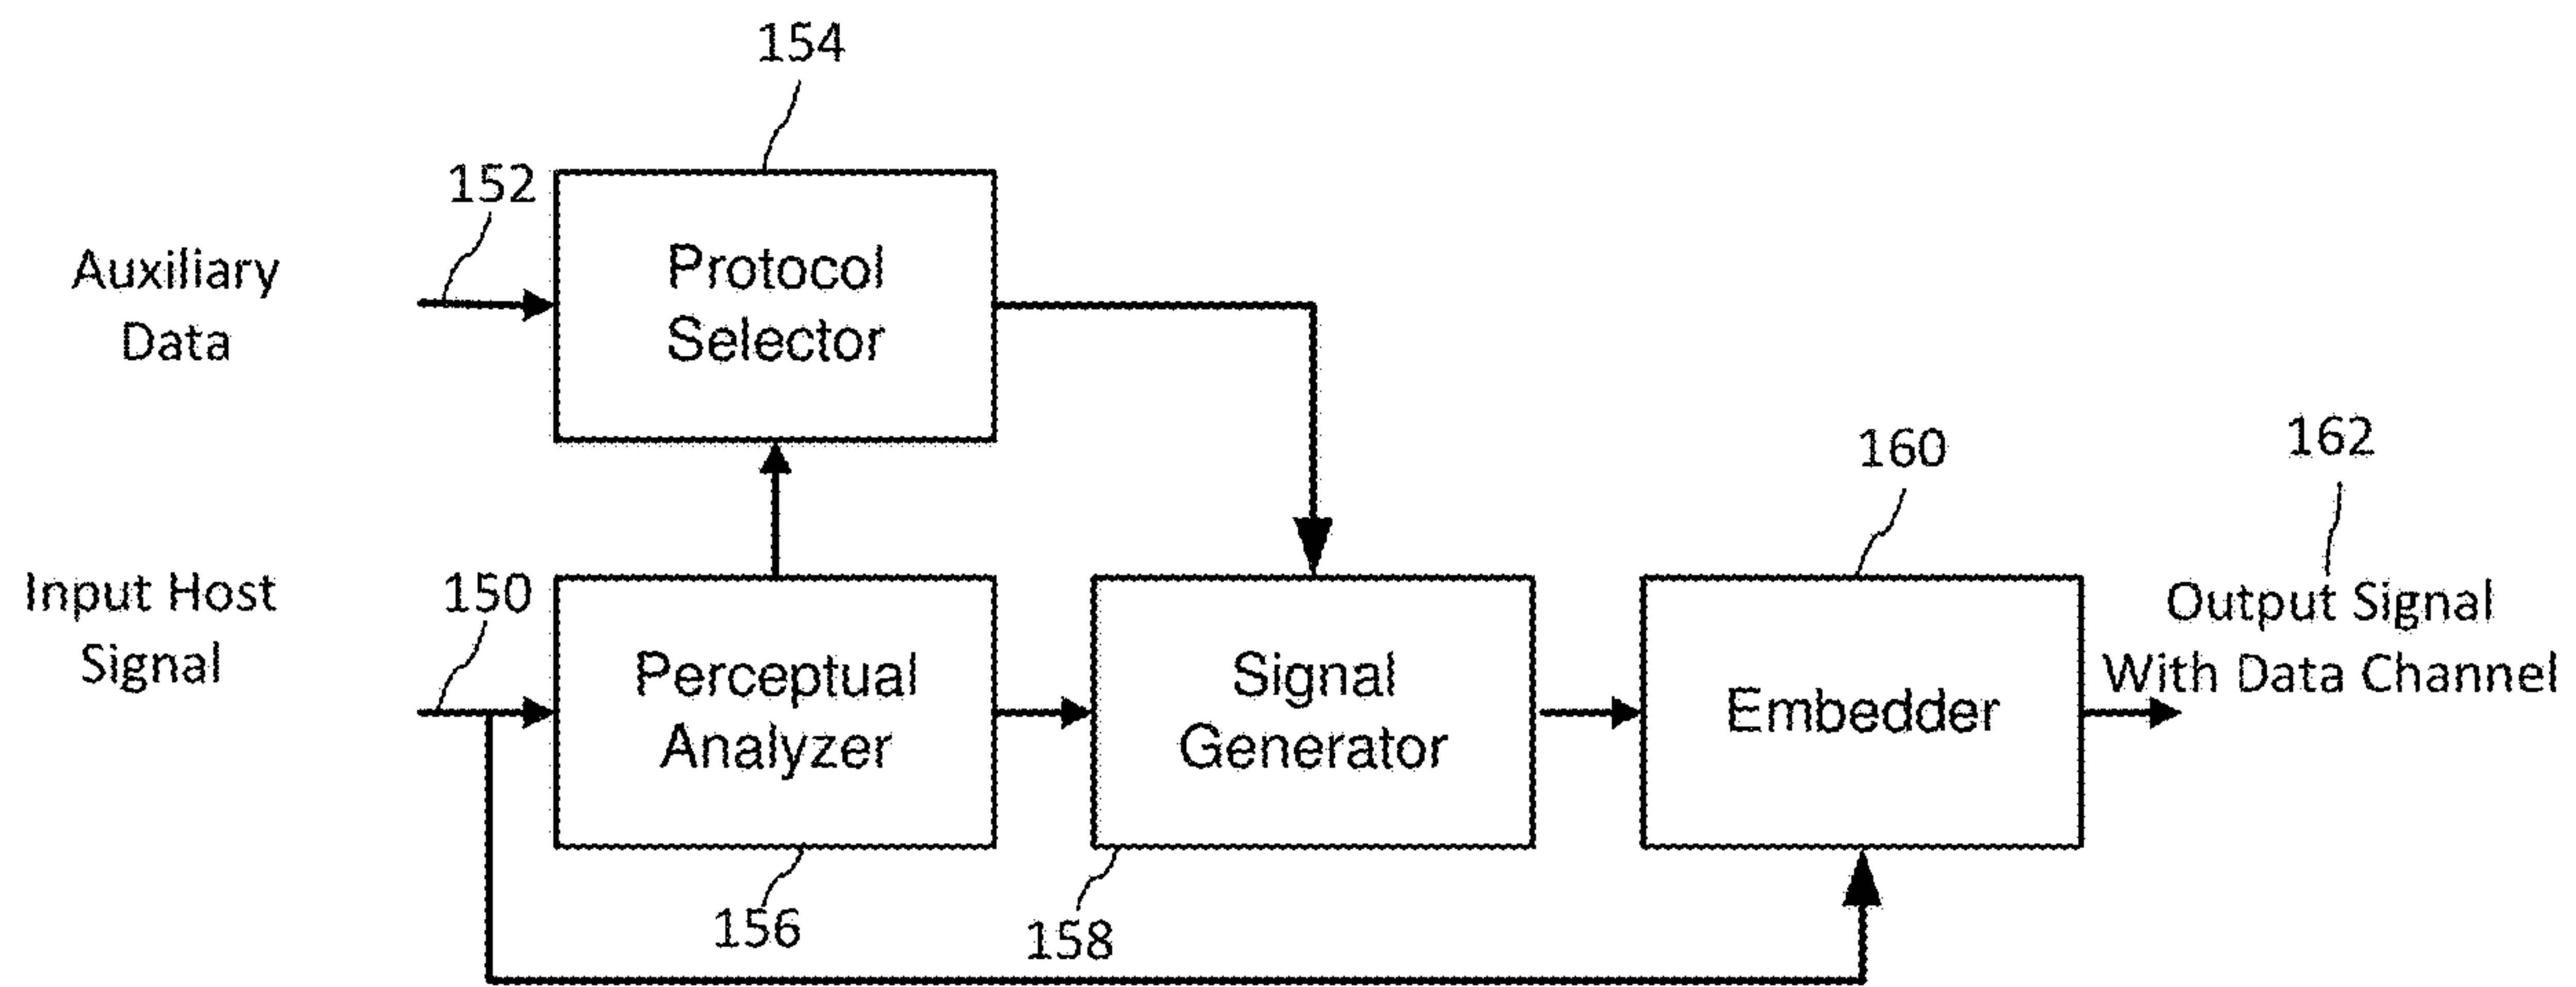 154
152
Auxiliary
Data
Protocol
Selector
160
162
Input Host
Signal
150
Perceptual
Analyzer
Signal
Generator
Embedder
Output Signal
With Data Channel
156
158